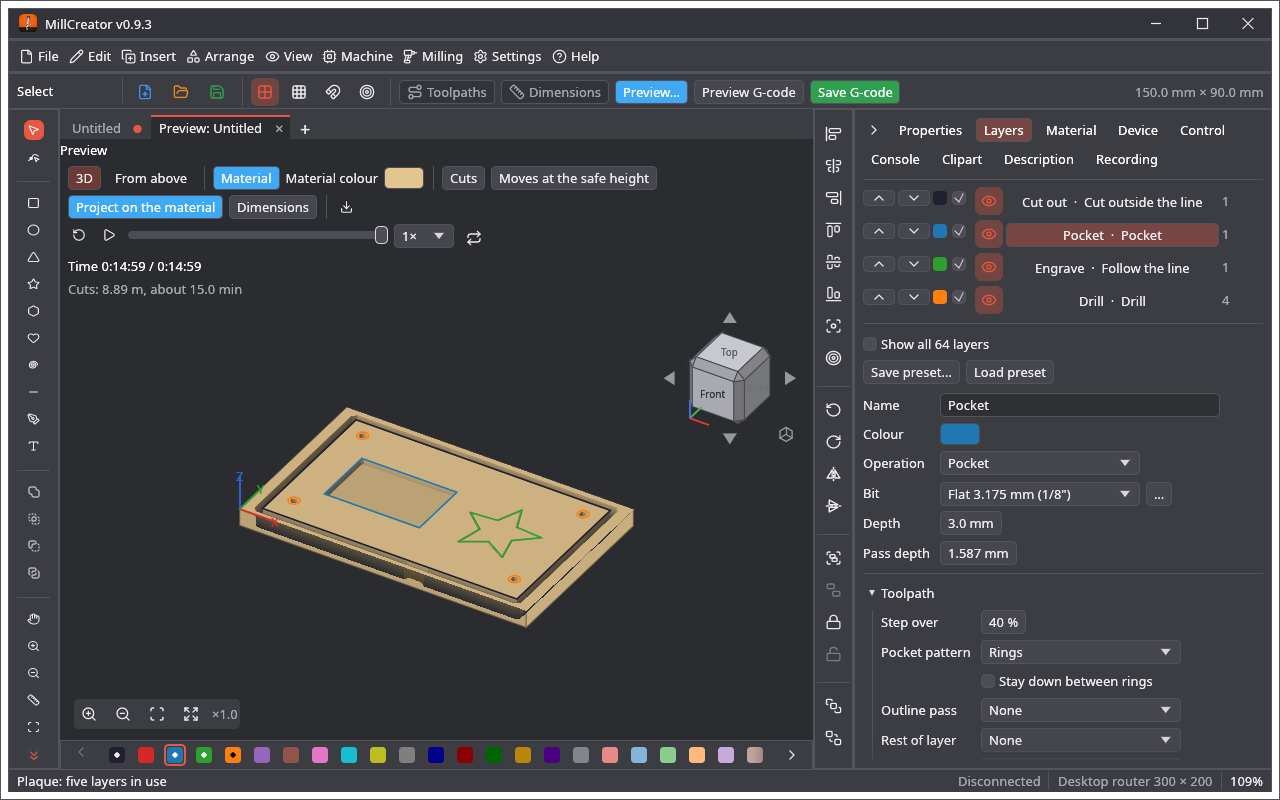 MillCreator v0.9.3
File Edit Insert Arrange View Machine Milling Settings Help
Select Toolpaths Dimensions Preview... Preview G-code Save G-code 150.0 mm × 90.0 mm
Untitled Preview: Untitled
Preview
3D From above Material Material colour Cuts Moves at the safe height
Project on the material Dimensions
1×
Time 0:14:59 / 0:14:59
Cuts: 8.89 m, about 15.0 min
Top
Front
Z
Y
X
×1.0
Properties Layers Material Device Control
Console Clipart Description Recording
Cut out · Cut outside the line 1
Pocket · Pocket 1
Engrave · Follow the line 1
Drill · Drill 4
Show all 64 layers
Save preset... Load preset
Name Pocket
Colour
Operation Pocket
Bit Flat 3.175 mm (1/8") ...
Depth 3.0 mm
Pass depth 1.587 mm
Toolpath
Step over 40 %
Pocket pattern Rings
Stay down between rings
Outline pass None
Rest of layer None
Plaque: five layers in use Disconnected Desktop router 300 × 200 109%